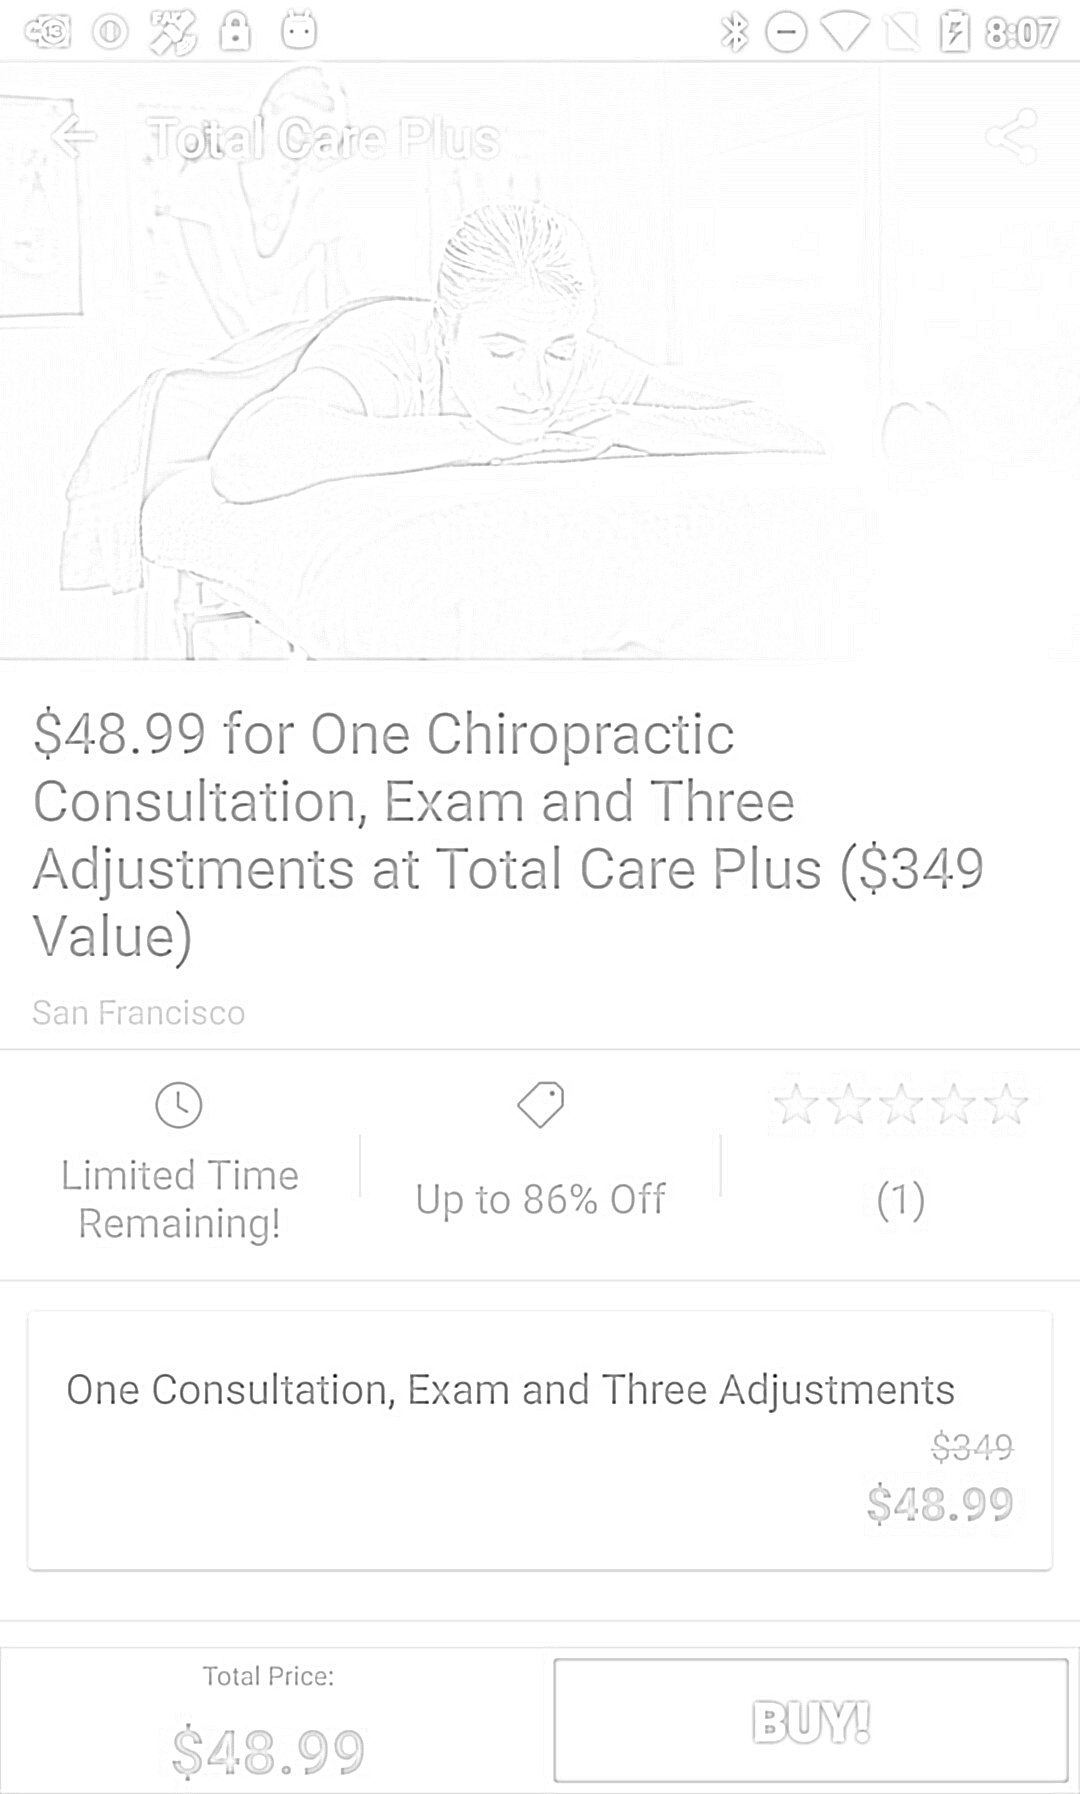 8:07
Total Care Plus
$48.99 for One Chiropractic
Consultation, Exam and Three
Adjustments at Total Care Plus ($349
Value)
San Francisco
Limited Time
Remaining!
Up to 86% Off
(1)
One Consultation, Exam and Three Adjustments
$349
$48.99
Total Price:
$48.99
BUY!